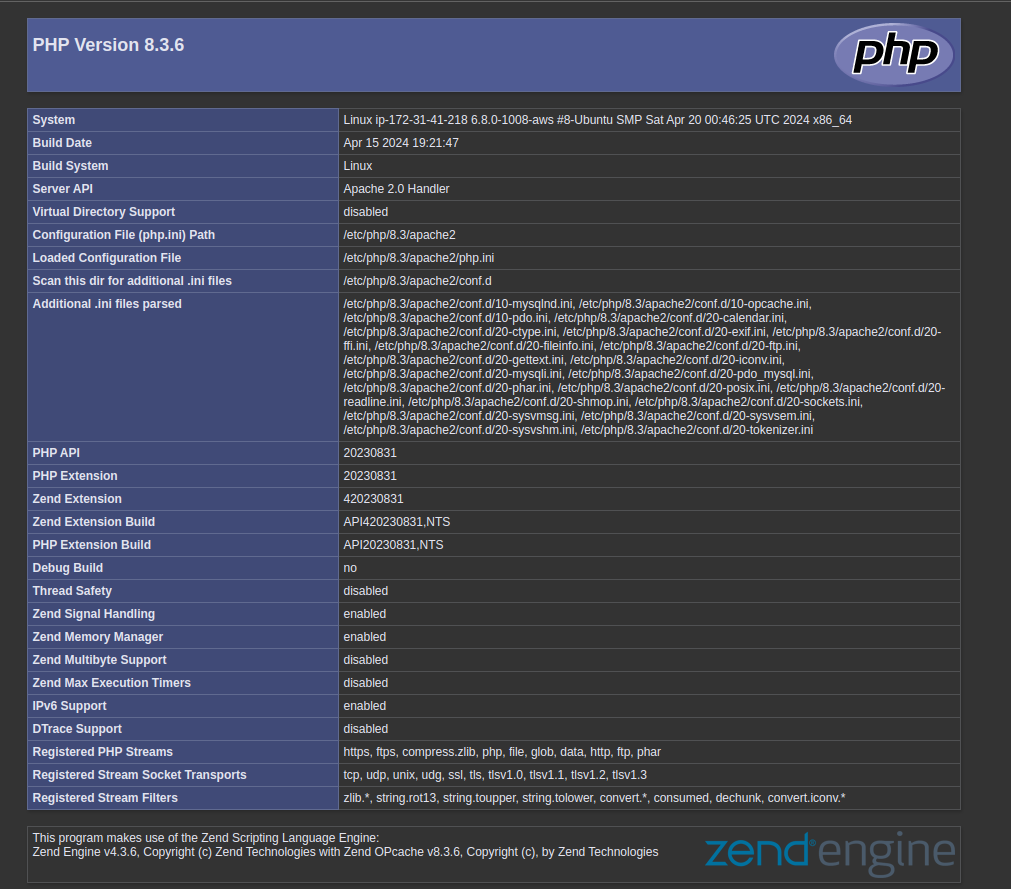 PHP Version 8.3.6
php
System Linux ip-172-31-41-218 6.8.0-1008-aws #8-Ubuntu SMP Sat Apr 20 00:46:25 UTC 2024 x86_64
Build Date Apr 15 2024 19:21:47
Build System Linux
Server API Apache 2.0 Handler
Virtual Directory Support disabled
Configuration File (php.ini) Path /etc/php/8.3/apache2
Loaded Configuration File /etc/php/8.3/apache2/php.ini
Scan this dir for additional .ini files /etc/php/8.3/apache2/conf.d
Additional .ini files parsed /etc/php/8.3/apache2/conf.d/10-mysqlnd.ini, /etc/php/8.3/apache2/conf.d/10-opcache.ini,
/etc/php/8.3/apache2/conf.d/10-pdo.ini, /etc/php/8.3/apache2/conf.d/20-calendar.ini,
/etc/php/8.3/apache2/conf.d/20-ctype.ini, /etc/php/8.3/apache2/conf.d/20-exif.ini, /etc/php/8.3/apache2/conf.d/20-
ffi.ini, /etc/php/8.3/apache2/conf.d/20-fileinfo.ini, /etc/php/8.3/apache2/conf.d/20-ftp.ini,
/etc/php/8.3/apache2/conf.d/20-gettext.ini, /etc/php/8.3/apache2/conf.d/20-iconv.ini,
/etc/php/8.3/apache2/conf.d/20-mysqli.ini, /etc/php/8.3/apache2/conf.d/20-pdo_mysql.ini,
/etc/php/8.3/apache2/conf.d/20-phar.ini, /etc/php/8.3/apache2/conf.d/20-posix.ini, /etc/php/8.3/apache2/conf.d/20-
readline.ini, /etc/php/8.3/apache2/conf.d/20-shmop.ini, /etc/php/8.3/apache2/conf.d/20-sockets.ini,
/etc/php/8.3/apache2/conf.d/20-sysvmsg.ini, /etc/php/8.3/apache2/conf.d/20-sysvsem.ini,
/etc/php/8.3/apache2/conf.d/20-sysvshm.ini, /etc/php/8.3/apache2/conf.d/20-tokenizer.ini
PHP API 20230831
PHP Extension 20230831
Zend Extension 420230831
Zend Extension Build API420230831,NTS
PHP Extension Build API20230831,NTS
Debug Build no
Thread Safety disabled
Zend Signal Handling enabled
Zend Memory Manager enabled
Zend Multibyte Support disabled
Zend Max Execution Timers disabled
IPv6 Support enabled
DTrace Support disabled
Registered PHP Streams https, ftps, compress.zlib, php, file, glob, data, http, ftp, phar
Registered Stream Socket Transports tcp, udp, unix, udg, ssl, tls, tlsv1.0, tlsv1.1, tlsv1.2, tlsv1.3
Registered Stream Filters zlib.*, string.rot13, string.toupper, string.tolower, convert.*, consumed, dechunk, convert.iconv.*
This program makes use of the Zend Scripting Language Engine:
Zend Engine v4.3.6, Copyright (c) Zend Technologies with Zend OPcache v8.3.6, Copyright (c), by Zend Technologies
zend engine